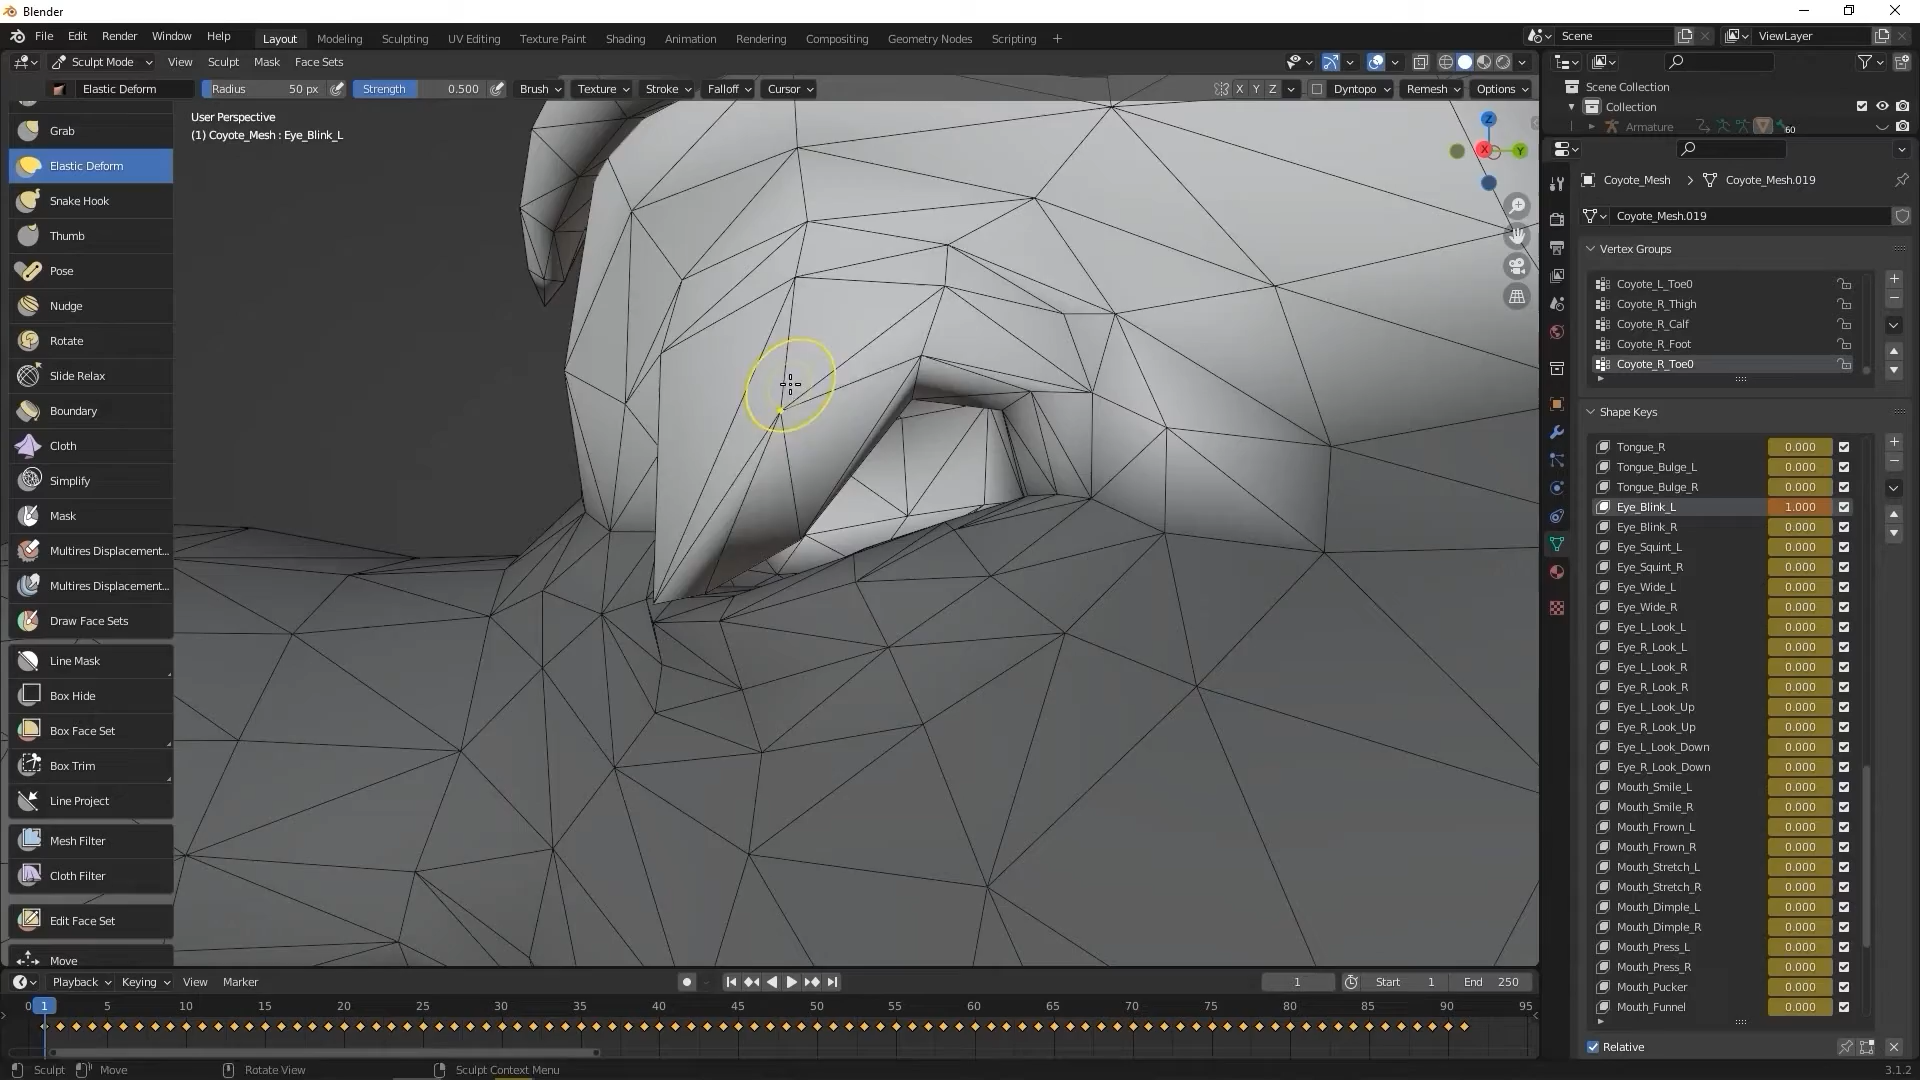 Blender
File Edit Render Window Help Layout Modeling Sculpting UV Editing Texture Paint Shading Animation Rendering Compositing Geometry Nodes Scripting + Scene ViewLayer
Sculpt Mode View Sculpt Mask Face Sets
Elastic Deform Radius 50 px Strength 0.500 Brush Texture Stroke Falloff Cursor X Y Z Dyntopo Remesh Options
User Perspective
(1) Coyote_Mesh : Eye_Blink_L
Grab
Elastic Deform
Snake Hook
Thumb
Pose
Nudge
Rotate
Slide Relax
Boundary
Cloth
Simplify
Mask
Multires Displacement...
Multires Displacement...
Draw Face Sets
Line Mask
Box Hide
Box Face Set
Box Trim
Line Project
Mesh Filter
Cloth Filter
Edit Face Set
Move
Z
X
Y
Scene Collection
Collection
Armature 60
Coyote_Mesh > Coyote_Mesh.019
Coyote_Mesh.019
Vertex Groups
Coyote_L_Toe0
Coyote_R_Thigh
Coyote_R_Calf
Coyote_R_Foot
Coyote_R_Toe0
Shape Keys
Tongue_R 0.000
Tongue_Bulge_L 0.000
Tongue_Bulge_R 0.000
Eye_Blink_L 1.000
Eye_Blink_R 0.000
Eye_Squint_L 0.000
Eye_Squint_R 0.000
Eye_Wide_L 0.000
Eye_Wide_R 0.000
Eye_L_Look_L 0.000
Eye_R_Look_L 0.000
Eye_L_Look_R 0.000
Eye_R_Look_R 0.000
Eye_L_Look_Up 0.000
Eye_R_Look_Up 0.000
Eye_L_Look_Down 0.000
Eye_R_Look_Down 0.000
Mouth_Smile_L 0.000
Mouth_Smile_R 0.000
Mouth_Frown_L 0.000
Mouth_Frown_R 0.000
Mouth_Stretch_L 0.000
Mouth_Stretch_R 0.000
Mouth_Dimple_L 0.000
Mouth_Dimple_R 0.000
Mouth_Press_L 0.000
Mouth_Press_R 0.000
Mouth_Pucker 0.000
Mouth_Funnel 0.000
Relative
Playback Keying View Marker 1 Start 1 End 250
0 1 5 10 15 20 25 30 35 40 45 50 55 60 65 70 75 80 85 90 95
Sculpt Move Rotate View Sculpt Context Menu 3.1.2